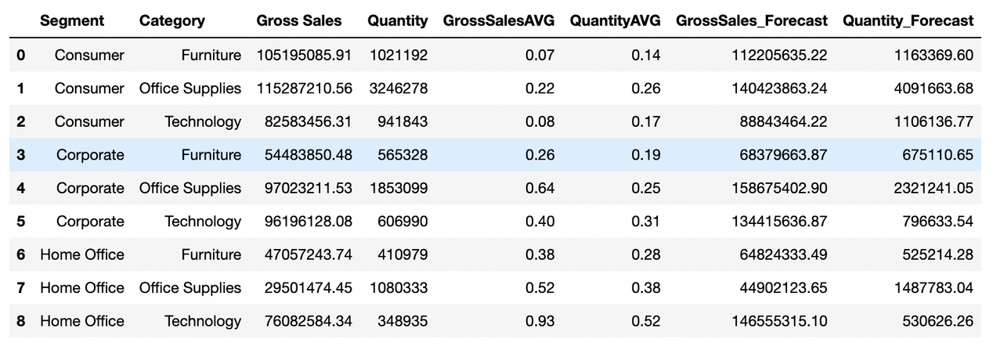 Segment Category Gross Sales Quantity GrossSalesAVG QuantityAVG GrossSales_Forecast Quantity_Forecast
0 Consumer Furniture 105195085.91 1021192 0.07 0.14 112205635.22 1163369.60
1 Consumer Office Supplies 115287210.56 3246278 0.22 0.26 140423863.24 4091663.68
2 Consumer Technology 82583456.31 941843 0.08 0.17 88843464.22 1106136.77
3 Corporate Furniture 54483850.48 565328 0.26 0.19 68379663.87 675110.65
4 Corporate Office Supplies 97023211.53 1853099 0.64 0.25 158675402.90 2321241.05
5 Corporate Technology 96196128.08 606990 0.40 0.31 134415636.87 796633.54
6 Home Office Furniture 47057243.74 410979 0.38 0.28 64824333.49 525214.28
7 Home Office Office Supplies 29501474.45 1080333 0.52 0.38 44902123.65 1487783.04
8 Home Office Technology 76082584.34 348935 0.93 0.52 146555315.10 530626.26